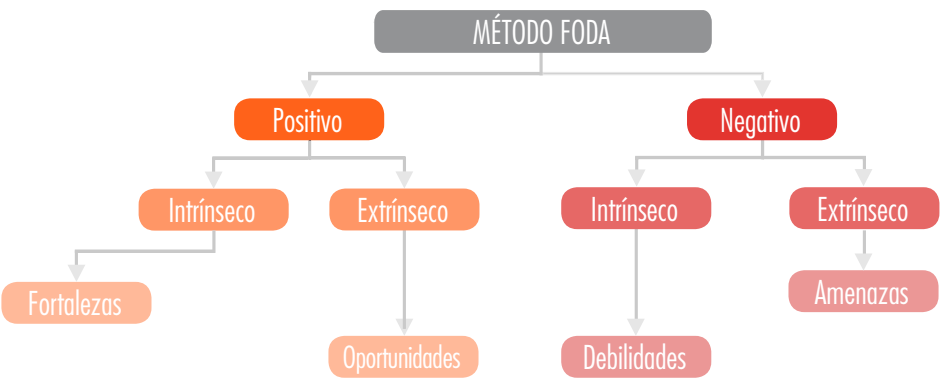 MÉTODO FODA
Positivo
Negativo
Intrínseco
Extrínseco
Intrínseco
Extrínseco
Fortalezas
Amenazas
Oportunidades
Debilidades